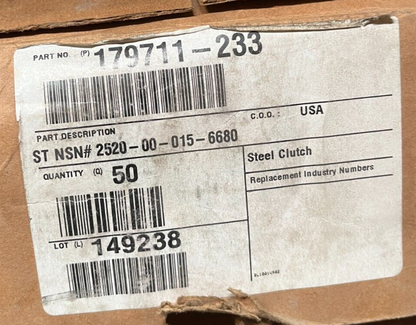 PART NO. (P) 179711-233
C.O.O.: USA
PART DESCRIPTION
ST NSN# 2520-00-015-6680
QUANTITY (Q) 50
Steel Clutch
Replacement Industry Numbers
LOT (L) 149238